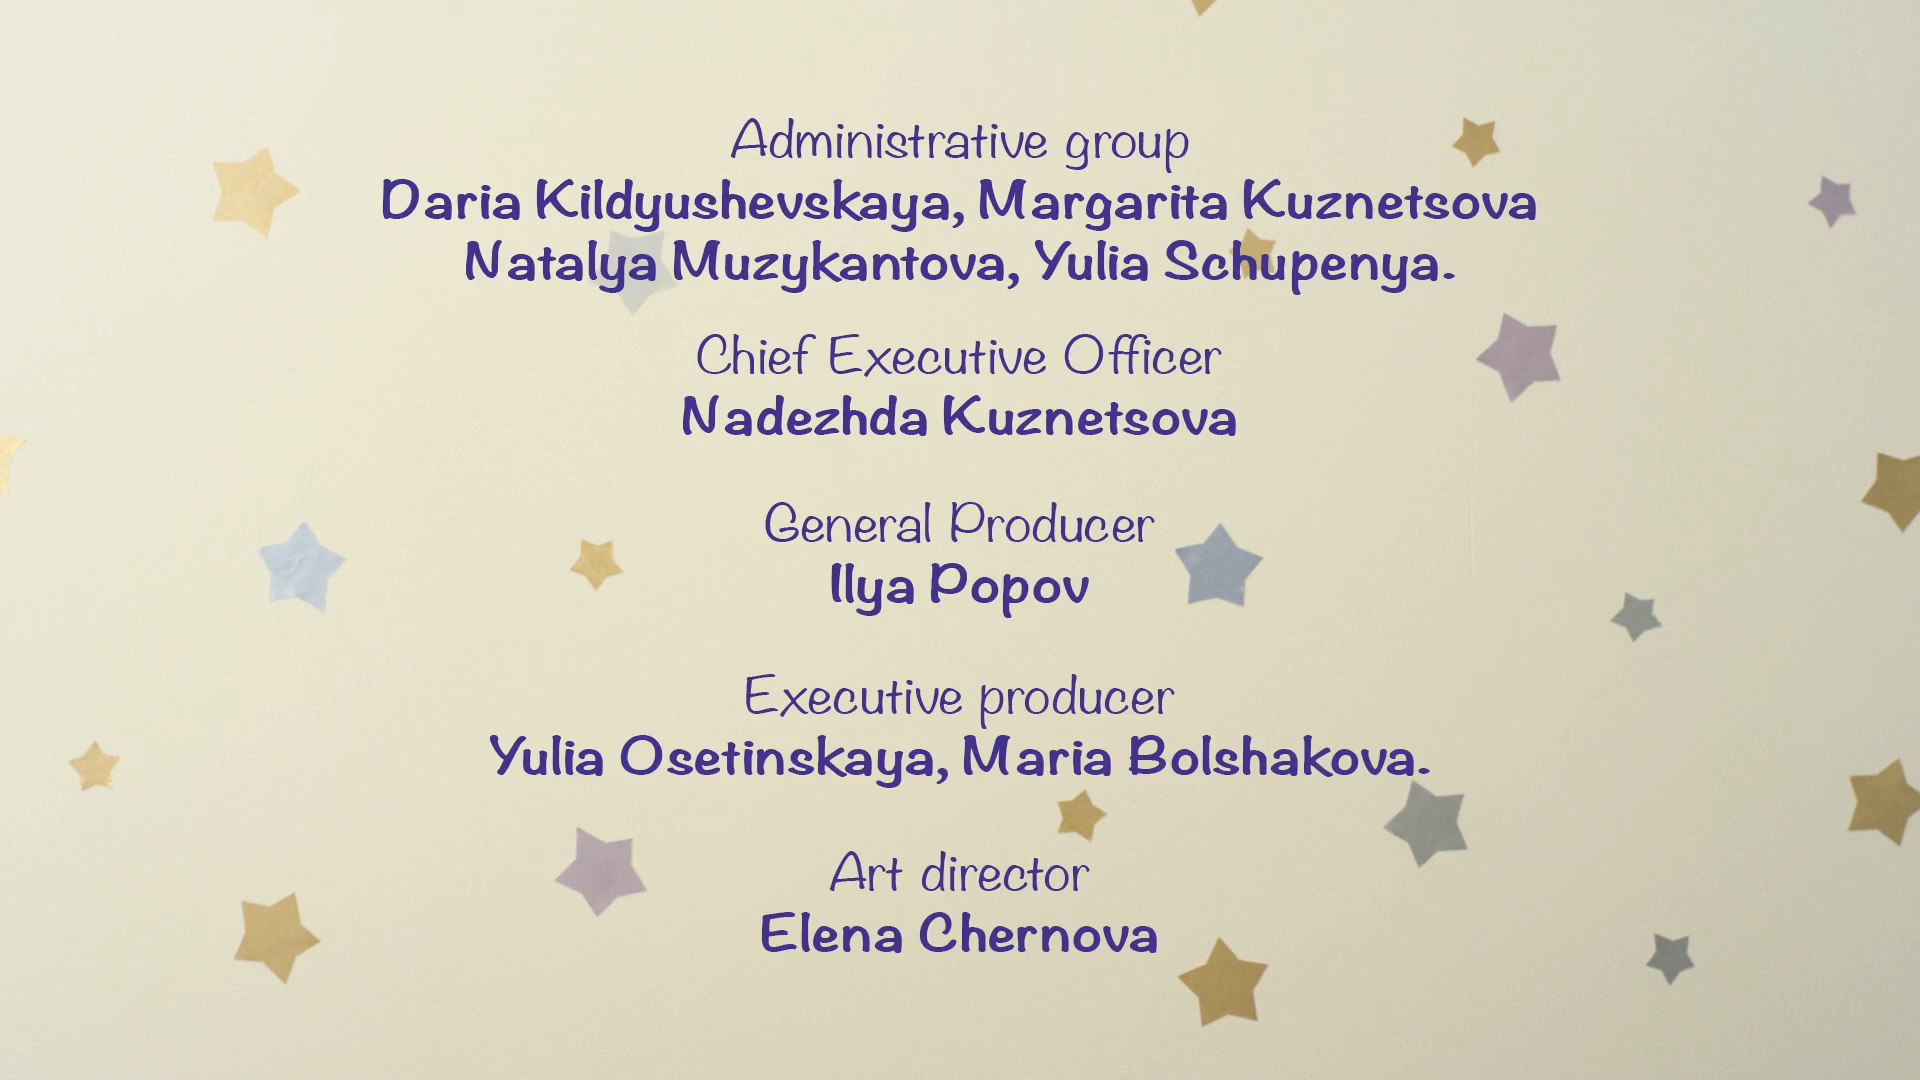 Administrative group
Daria Kildyushevskaya, Margarita Kuznetsova
Natalya Muzykantova, Yulia Schupenya.
Chief Executive Officer
Nadezhda Kuznetsova
General Producer
Ilya Popov
Executive producer
Yulia Osetinskaya, Maria Bolshakova.
Art director
Elena Chernova